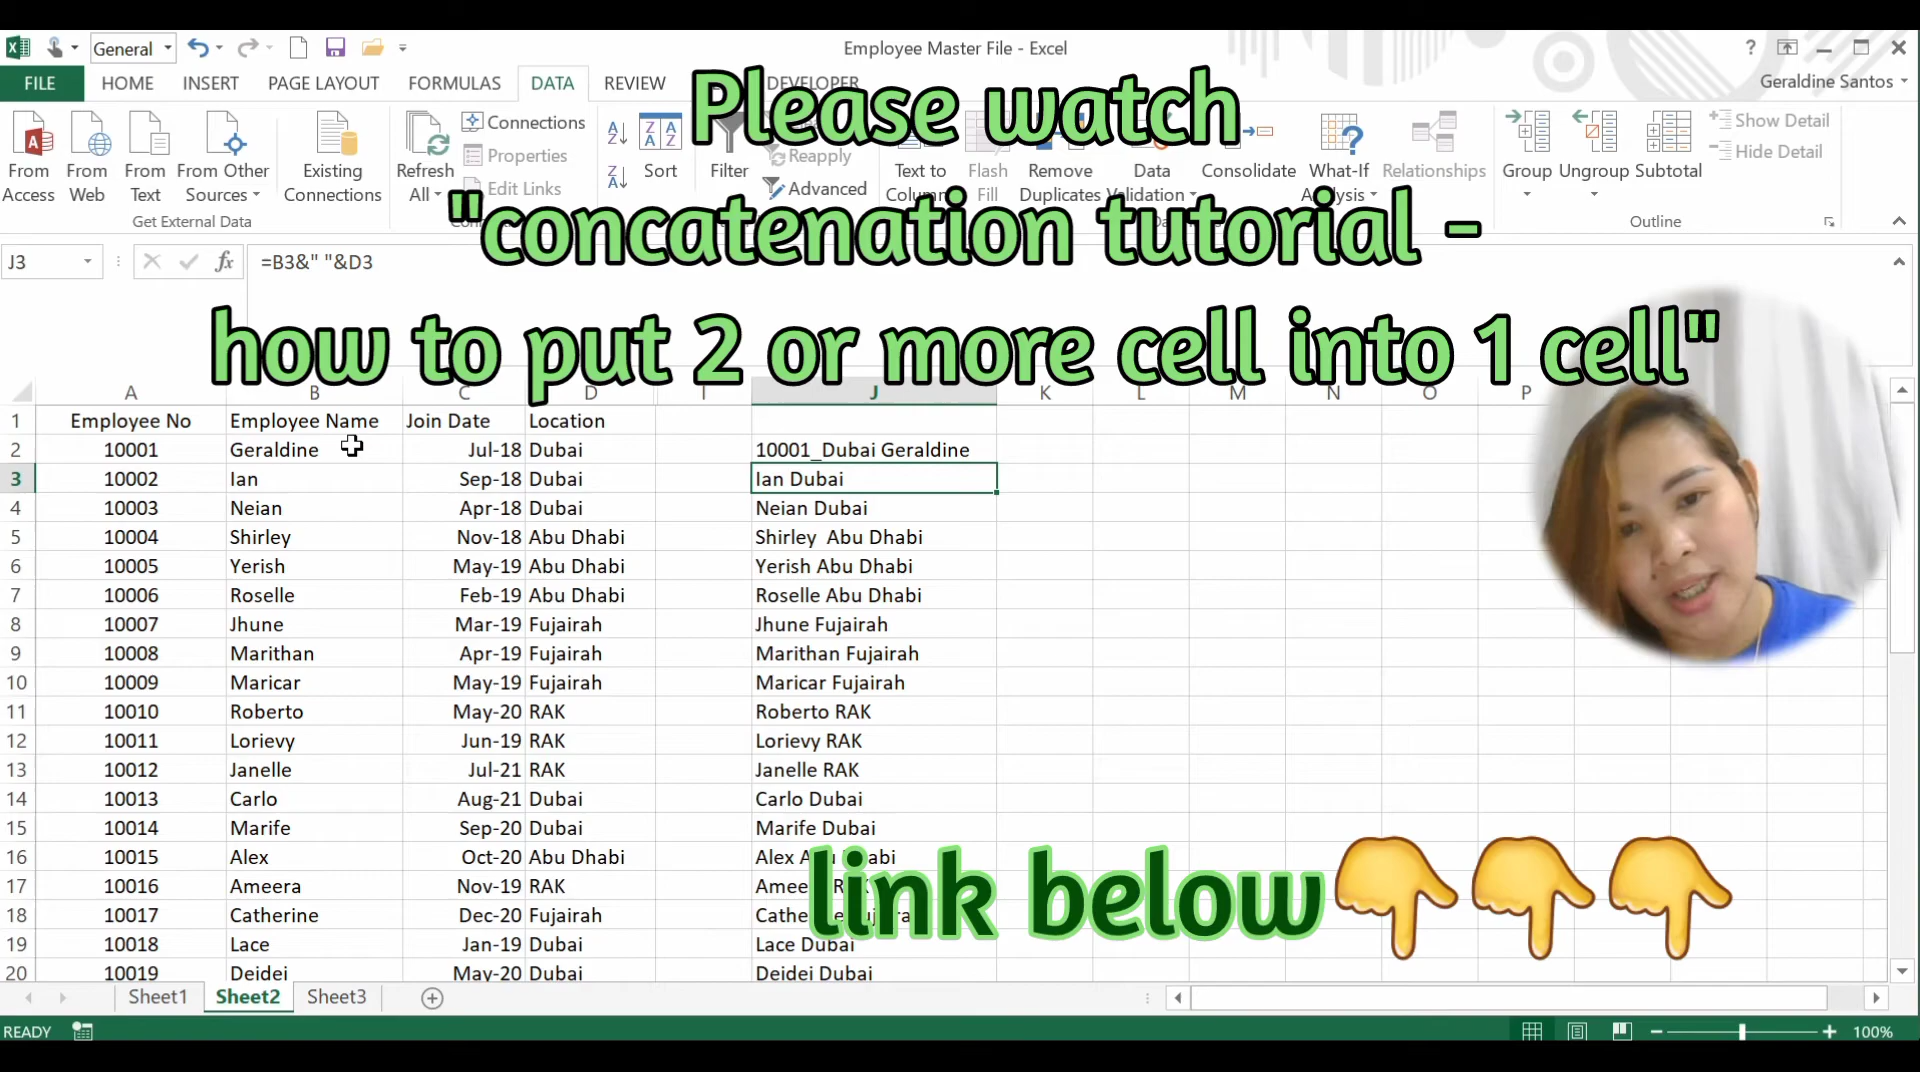 General
Employee Master File - Excel
?
FILE HOME INSERT PAGE LAYOUT FORMULAS DATA REVIEW DEVELOPER
Geraldine Santos
Please watch
"concatenation tutorial -
how to put 2 or more cell into 1 cell"
From Access
From Web
From Text
From Other Sources
Get External Data
Existing Connections
Refresh All
Connections
Properties
Edit Links
Sort
Filter
Reapply
Advanced
Text to
Flash Fill
Remove Duplicates
Data Validation
Consolidate
What-If Analysis
Relationships
Group
Ungroup
Subtotal
Show Detail
Hide Detail
Outline
J3 fx =B3&" "&D3
A B C D I J K L M N O P
1 Employee No Employee Name Join Date Location
2 10001 Geraldine Jul-18 Dubai 10001_Dubai Geraldine
3 10002 Ian Sep-18 Dubai Ian Dubai
4 10003 Neian Apr-18 Dubai Neian Dubai
5 10004 Shirley Nov-18 Abu Dhabi Shirley  Abu Dhabi
6 10005 Yerish May-19 Abu Dhabi Yerish Abu Dhabi
7 10006 Roselle Feb-19 Abu Dhabi Roselle Abu Dhabi
8 10007 Jhune Mar-19 Fujairah Jhune Fujairah
9 10008 Marithan Apr-19 Fujairah Marithan Fujairah
10 10009 Maricar May-19 Fujairah Maricar Fujairah
11 10010 Roberto May-20 RAK Roberto RAK
12 10011 Lorievy Jun-19 RAK Lorievy RAK
13 10012 Janelle Jul-21 RAK Janelle RAK
14 10013 Carlo Aug-21 Dubai Carlo Dubai
15 10014 Marife Sep-20 Dubai Marife Dubai
16 10015 Alex Oct-20 Abu Dhabi Alex
17 10016 Ameera Nov-19 RAK
18 10017 Catherine Dec-20 Fujairah
19 10018 Lace Jan-19 Dubai Lace Dubai
20 10019 Deidei May-20 Dubai Deidei Dubai
link below
Sheet1 Sheet2 Sheet3
READY 100%